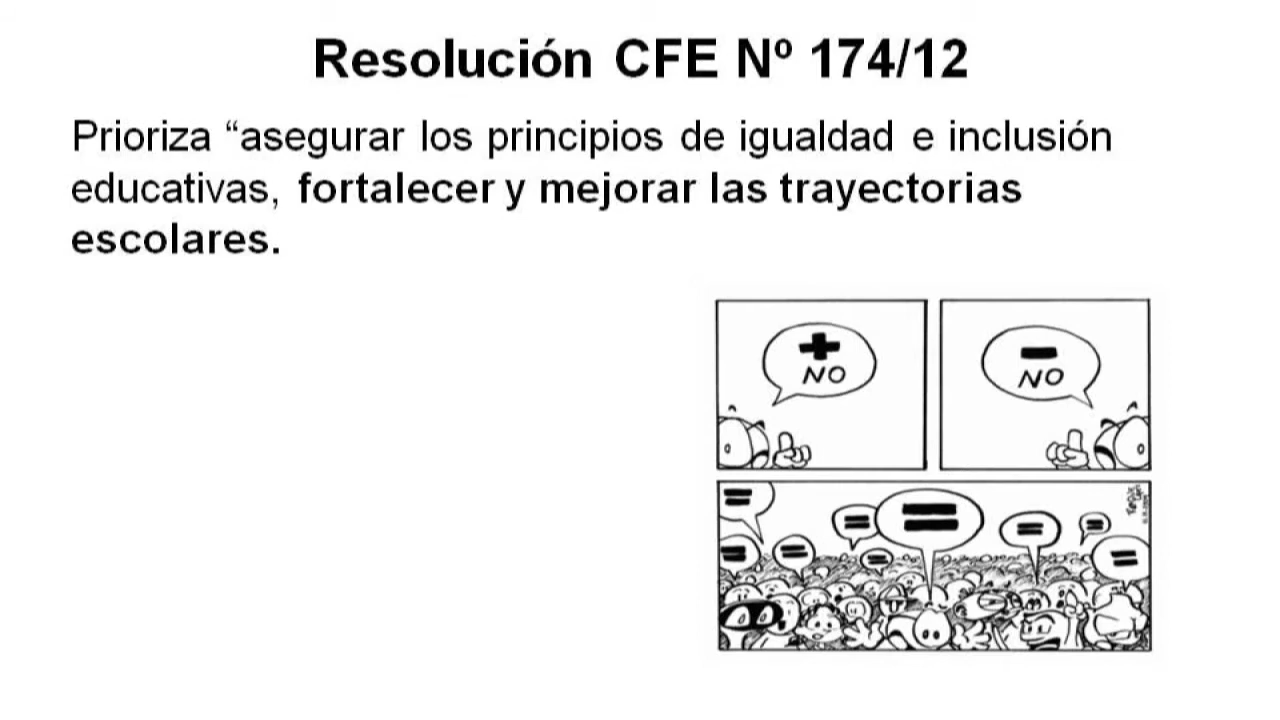 Resolución CFE Nº 174/12
Prioriza “asegurar los principios de igualdad e inclusión
educativas, fortalecer y mejorar las trayectorias
escolares.
+
NO
-
NO
=
=
=
=
=
=
=
=
=